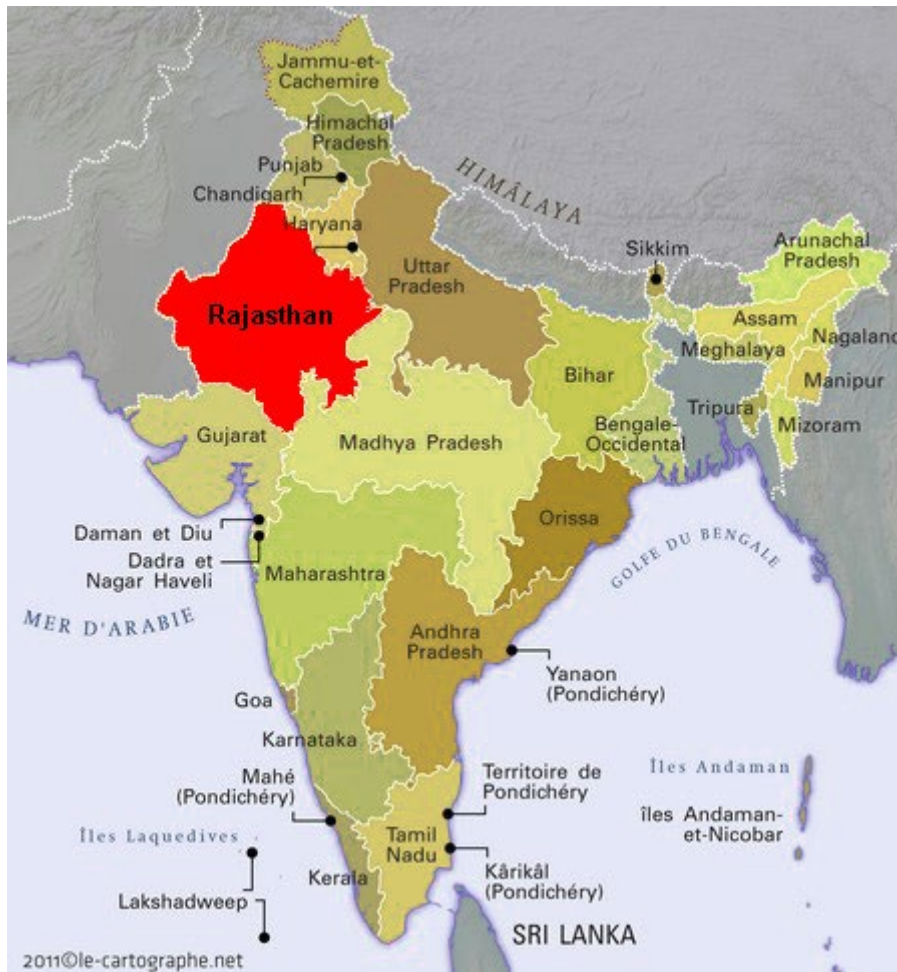 Jammu-et-
Cachemire
Himachal
Pradesh
Punjab
Chandigarh
Haryana
HIMÂLAYA
Uttar
Pradesh
Sikkim
Arunachal
Pradesh
Rajasthan
Assam
Nagaland
Meghalaya
Bihar
Manipur
Tripura
Mizoram
Bengale-
Occidental
Gujarat
Madhya Pradesh
Orissa
Daman et Diu
Dadra et
Nagar Haveli
Maharashtra
GOLFE DU BENGALE
MER D'ARABIE
Andhra
Pradesh
Yanaon
(Pondichéry)
Goa
Karnataka
Mahé
(Pondichéry)
Territoire de
Pondichéry
Îles Andaman
îles Andaman-
et-Nicobar
Îles Laquedives
Tamil
Nadu
Kerala
Kârikâl
(Pondichéry)
Lakshadweep
SRI LANKA
2011©le-cartographe.net